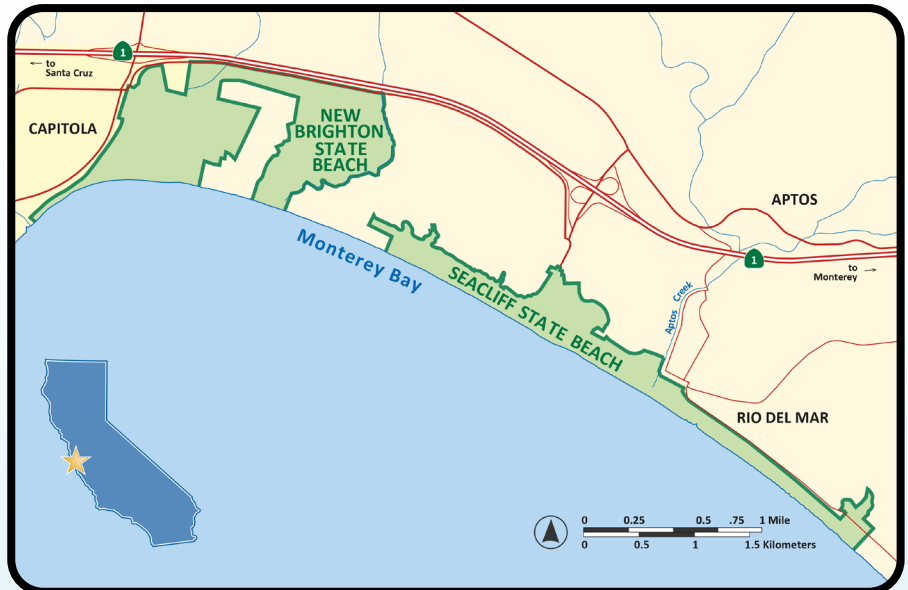 1
← to
Santa Cruz
CAPITOLA
NEW
BRIGHTON
STATE
BEACH
APTOS
Monterey Bay
1
to
Monterey →
SEACLIFF STATE BEACH
Aptos Creek
RIO DEL MAR
0 0.25 0.5 .75 1 Mile
0 0.5 1 1.5 Kilometers